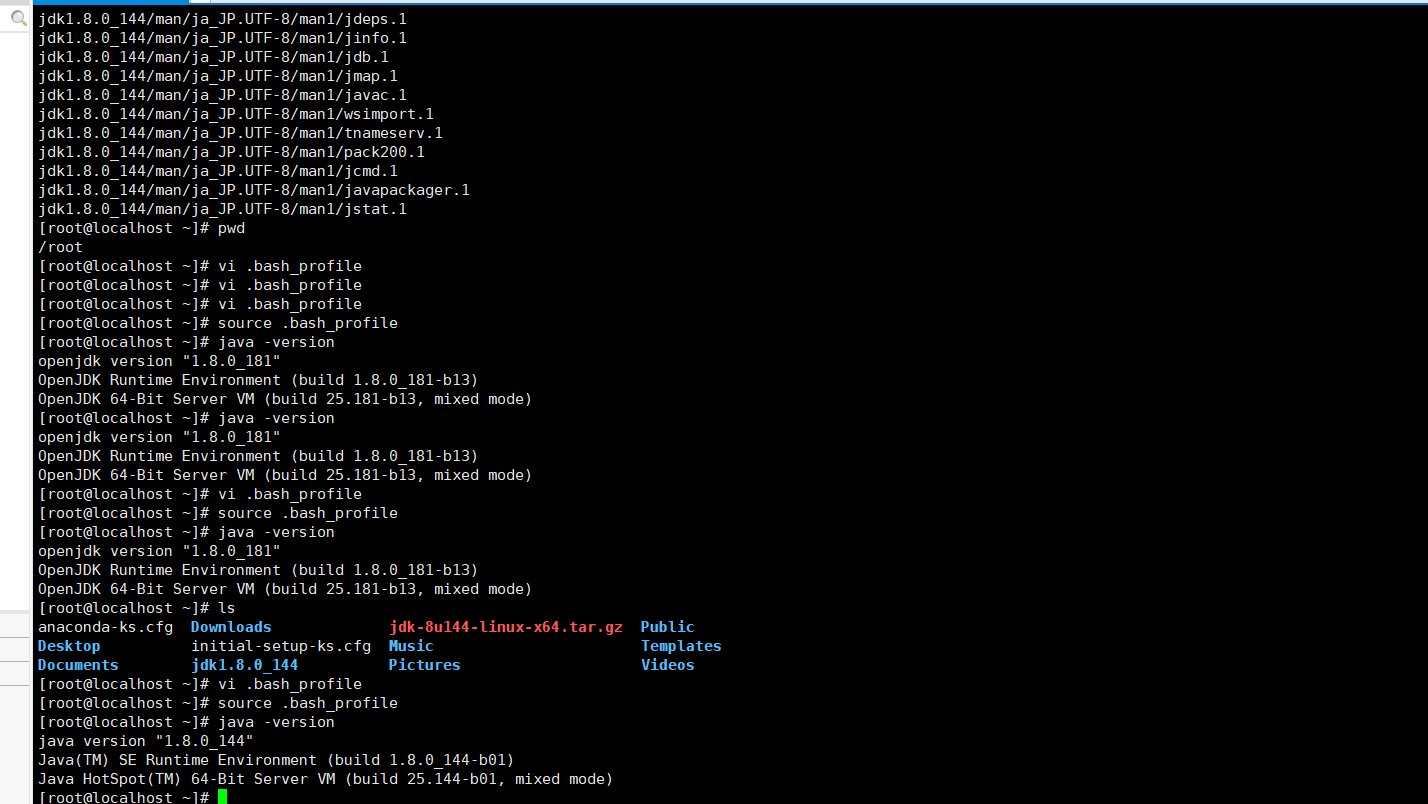 jdk1.8.0_144/man/ja_JP.UTF-8/man1/jdeps.1
jdk1.8.0_144/man/ja_JP.UTF-8/man1/jinfo.1
jdk1.8.0_144/man/ja_JP.UTF-8/man1/jdb.1
jdk1.8.0_144/man/ja_JP.UTF-8/man1/jmap.1
jdk1.8.0_144/man/ja_JP.UTF-8/man1/javac.1
jdk1.8.0_144/man/ja_JP.UTF-8/man1/wsimport.1
jdk1.8.0_144/man/ja_JP.UTF-8/man1/tnameserv.1
jdk1.8.0_144/man/ja_JP.UTF-8/man1/pack200.1
jdk1.8.0_144/man/ja_JP.UTF-8/man1/jcmd.1
jdk1.8.0_144/man/ja_JP.UTF-8/man1/javapackager.1
jdk1.8.0_144/man/ja_JP.UTF-8/man1/jstat.1
[root@localhost ~]# pwd
/root
[root@localhost ~]# vi .bash_profile
[root@localhost ~]# vi .bash_profile
[root@localhost ~]# vi .bash_profile
[root@localhost ~]# source .bash_profile
[root@localhost ~]# java -version
openjdk version "1.8.0_181"
OpenJDK Runtime Environment (build 1.8.0_181-b13)
OpenJDK 64-Bit Server VM (build 25.181-b13, mixed mode)
[root@localhost ~]# java -version
openjdk version "1.8.0_181"
OpenJDK Runtime Environment (build 1.8.0_181-b13)
OpenJDK 64-Bit Server VM (build 25.181-b13, mixed mode)
[root@localhost ~]# vi .bash_profile
[root@localhost ~]# source .bash_profile
[root@localhost ~]# java -version
openjdk version "1.8.0_181"
OpenJDK Runtime Environment (build 1.8.0_181-b13)
OpenJDK 64-Bit Server VM (build 25.181-b13, mixed mode)
[root@localhost ~]# ls
anaconda-ks.cfg  Downloads             jdk-8u144-linux-x64.tar.gz  Public
Desktop          initial-setup-ks.cfg  Music                       Templates
Documents        jdk1.8.0_144          Pictures                    Videos
[root@localhost ~]# vi .bash_profile
[root@localhost ~]# source .bash_profile
[root@localhost ~]# java -version
java version "1.8.0_144"
Java(TM) SE Runtime Environment (build 1.8.0_144-b01)
Java HotSpot(TM) 64-Bit Server VM (build 25.144-b01, mixed mode)
[root@localhost ~]#